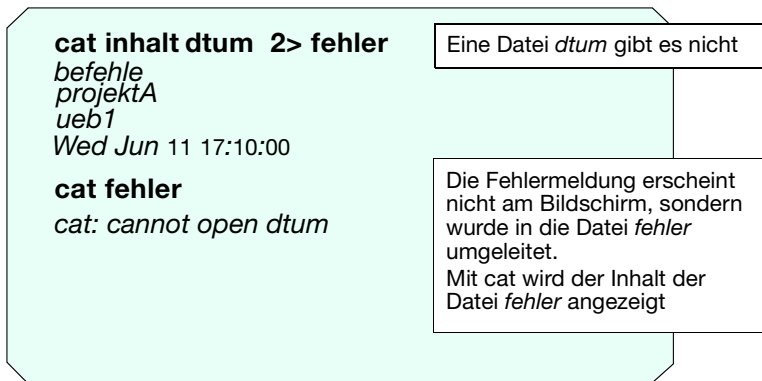 cat inhalt dtum 2> fehler
Eine Datei dtum gibt es nicht
befehle
projektA
ueb1
Wed Jun 11 17:10:00
cat fehler
cat: cannot open dtum
Die Fehlermeldung erscheint
nicht am Bildschirm, sondern
wurde in die Datei fehler
umgeleitet.
Mit cat wird der Inhalt der
Datei fehler angezeigt